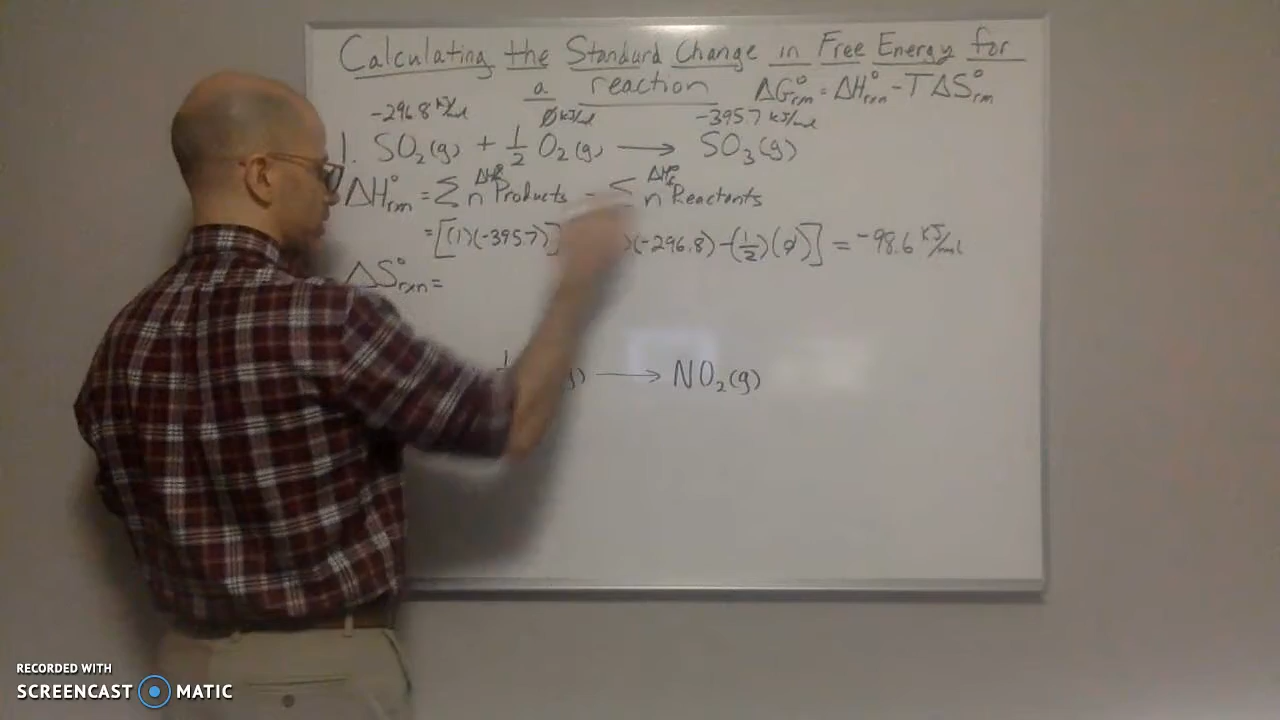 Calculating the Standard Change in Free Energy for
a reaction ΔG°rxn = ΔH°rxn - TΔS°rxn
-296.8 kJ/mol 0 kJ/mol -395.7 kJ/mol
1. SO₂(g) + 1/2 O₂(g) → SO₃(g)
ΔH°rxn = Σ n ΔH°f Products - Σ n ΔH°f Reactants
= [(1)(-395.7)] )(-296.8) - (1/2)(0)] = -98.6 kJ/mol
ΔS°rxn =
g) → NO₂(g)
RECORDED WITH
SCREENCAST MATIC